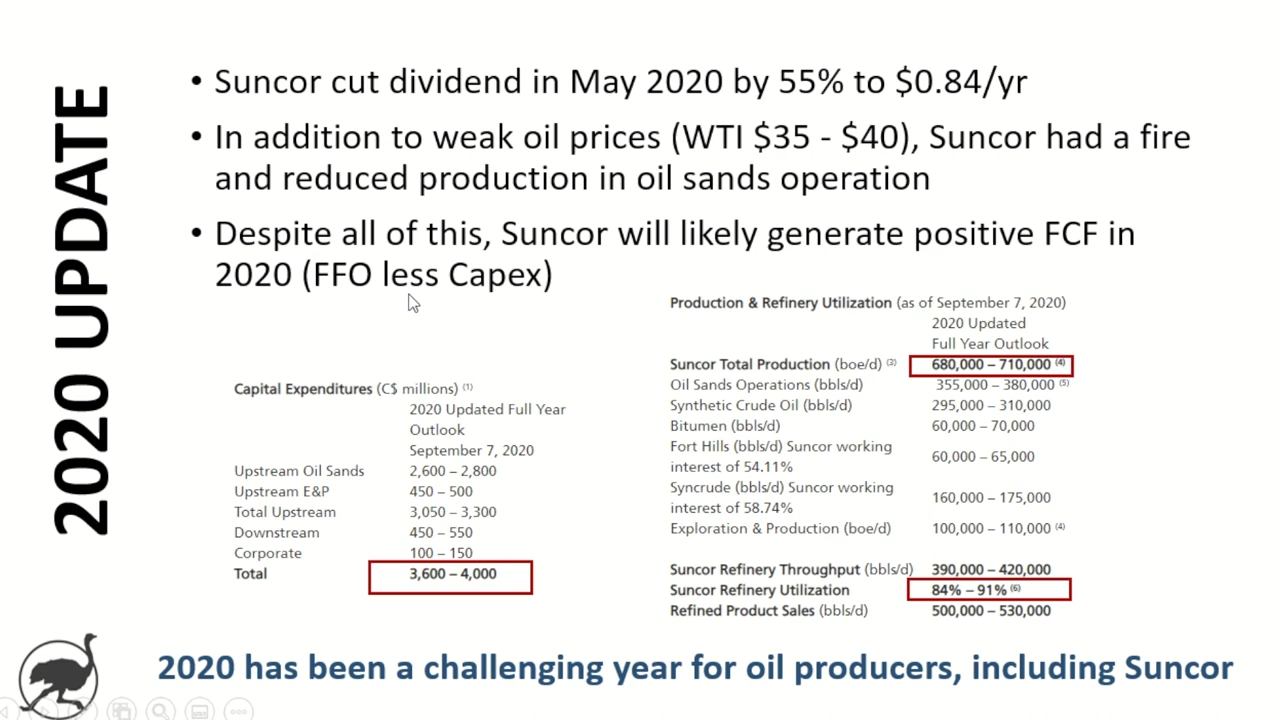 2020 UPDATE
• Suncor cut dividend in May 2020 by 55% to $0.84/yr
• In addition to weak oil prices (WTI $35 - $40), Suncor had a fire
and reduced production in oil sands operation
• Despite all of this, Suncor will likely generate positive FCF in
2020 (FFO less Capex)
Capital Expenditures (C$ millions) (1)
2020 Updated Full Year
Outlook
September 7, 2020
Upstream Oil Sands 2,600 – 2,800
Upstream E&P 450 – 500
Total Upstream 3,050 – 3,300
Downstream 450 – 550
Corporate 100 – 150
Total 3,600 – 4,000
Production & Refinery Utilization (as of September 7, 2020)
2020 Updated
Full Year Outlook
Suncor Total Production (boe/d) (3) 680,000 – 710,000 (4)
Oil Sands Operations (bbls/d) 355,000 – 380,000 (5)
Synthetic Crude Oil (bbls/d) 295,000 – 310,000
Bitumen (bbls/d) 60,000 – 70,000
Fort Hills (bbls/d) Suncor working
interest of 54.11% 60,000 – 65,000
Syncrude (bbls/d) Suncor working
interest of 58.74% 160,000 – 175,000
Exploration & Production (boe/d) 100,000 – 110,000 (4)
Suncor Refinery Throughput (bbls/d) 390,000 – 420,000
Suncor Refinery Utilization 84% – 91% (6)
Refined Product Sales (bbls/d) 500,000 – 530,000
2020 has been a challenging year for oil producers, including Suncor